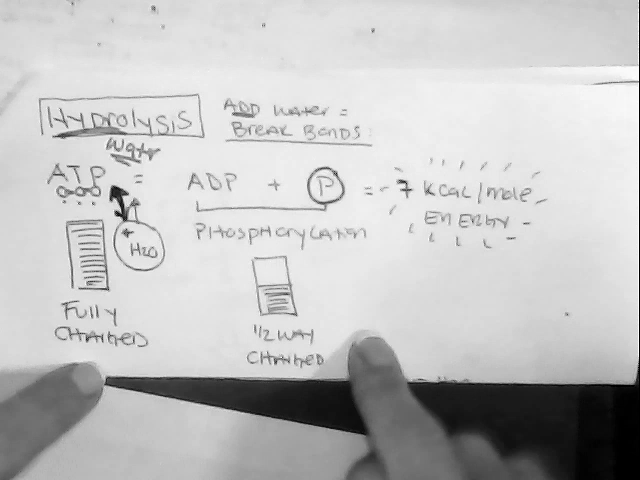 HYDROLYSIS
ADD WATER =
BREAK BONDS:
WATER
ATP = ADP + P = - 7 Kcal/mole
ENERGY
+ H2O
PHOSPHORYLATION
FULLY
CHARGED
1/2 WAY
CHARGED